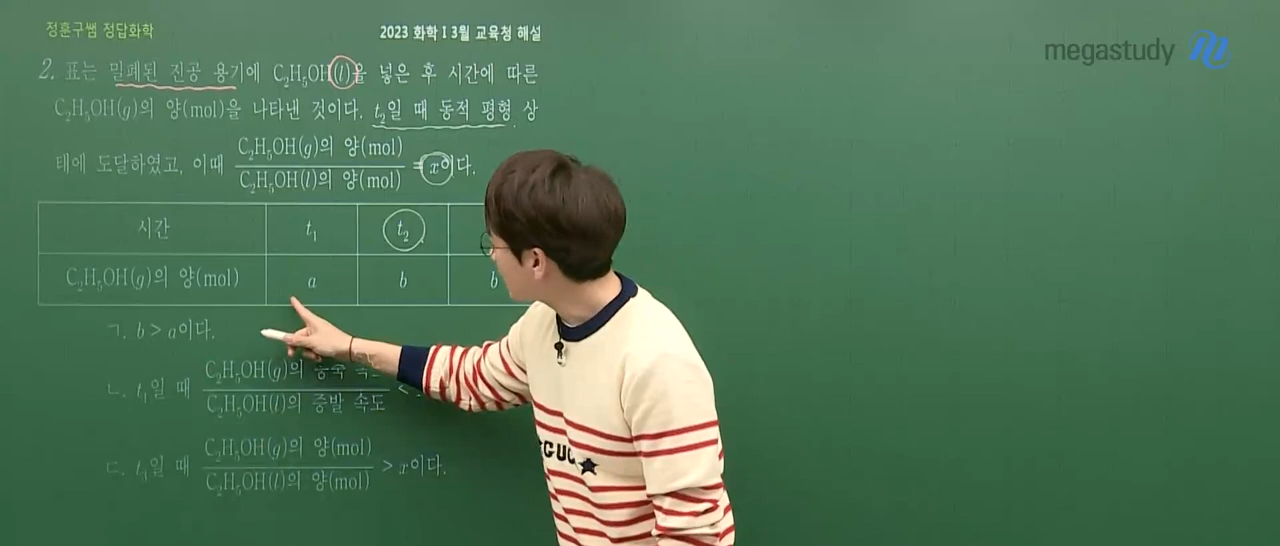 정훈구쌤 정답화학
2023 화학 I 3월 교육청 해설
megastudy
2. 표는 밀폐된 진공 용기에 C₂H₅OH(l)을 넣은 후 시간에 따른
C₂H₅OH(g)의 양(mol)을 나타낸 것이다. t₂일 때 동적 평형 상
태에 도달하였고, 이때 C₂H₅OH(g)의 양(mol) / C₂H₅OH(l)의 양(mol) = x이다.
시간 t₁ t₂
C₂H₅OH(g)의 양(mol) a b b
ㄱ. b > a이다.
ㄴ. t₁일 때 C₂H₅OH(g)의 응축 속도 / C₂H₅OH(l)의 증발 속도 <
ㄷ. t₃일 때 C₂H₅OH(g)의 양(mol) / C₂H₅OH(l)의 양(mol) > x이다.
GUC